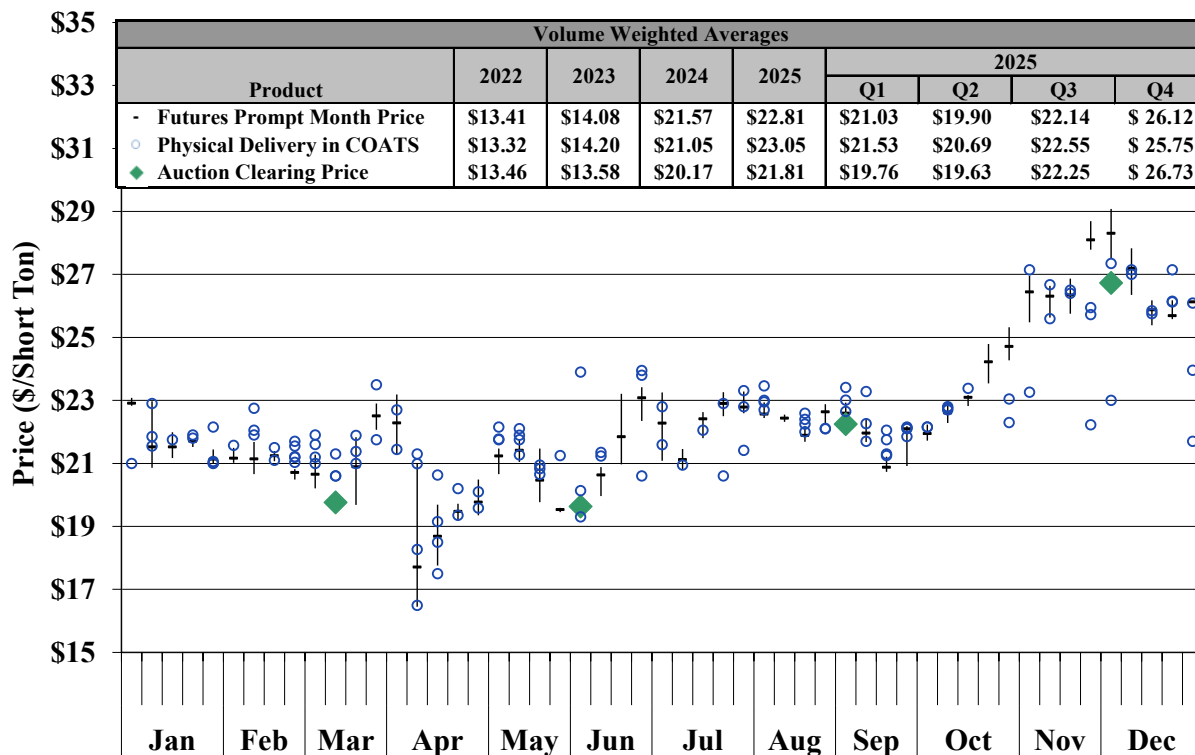 $35
Volume Weighted Averages
Product 2022 2023 2024 2025 2025
Q1 Q2 Q3 Q4
$33
- Futures Prompt Month Price $13.41 $14.08 $21.57 $22.81 $21.03 $19.90 $22.14 $ 26.12
Physical Delivery in COATS $13.32 $14.20 $21.05 $23.05 $21.53 $20.69 $22.55 $ 25.75
$31
Auction Clearing Price $13.46 $13.58 $20.17 $21.81 $19.76 $19.63 $22.25 $ 26.73
$29
$27
$25
$23
$21
$19
$17
$15
Price ($/Short Ton)
Jan Feb Mar Apr May Jun Jul Aug Sep Oct Nov Dec